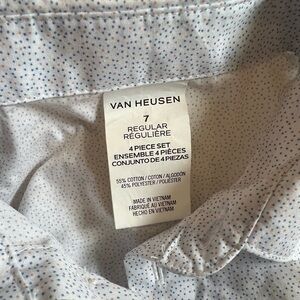 VAN HEUSEN
7
REGULAR
RÉGULIÈRE
4 PIECE SET
ENSEMBLE 4 PIÈCES
CONJUNTO DE 4 PIEZAS
55% COTTON / COTON / ALGODÓN
45% POLYESTER / POLIÉSTER
MADE IN VIETNAM
FABRIQUÉ AU VIETNAM
HECHO EN VIETNAM